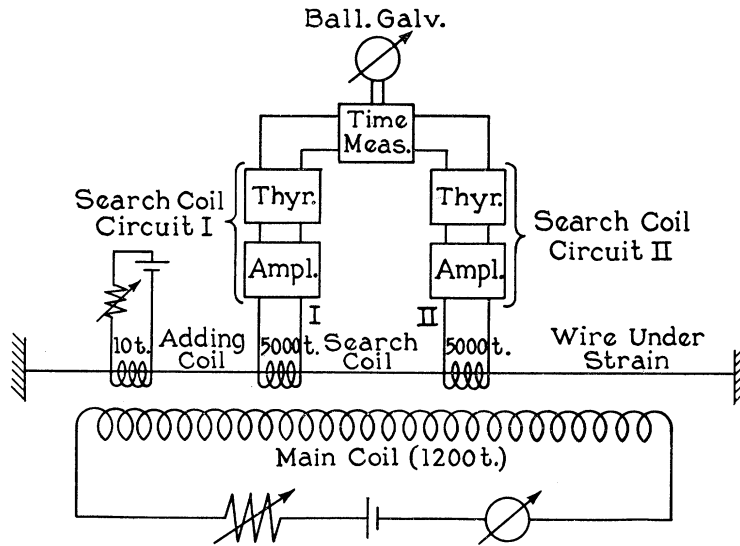 Ball. Galv.
Time
Meas.
Search Coil
Circuit I
Thyr.
Thyr.
Search Coil
Circuit II
Ampl.
Ampl.
I
II
10t.
Adding
Coil
5000t.
Search
Coil
5000t.
Wire Under
Strain
Main Coil (1200t.)